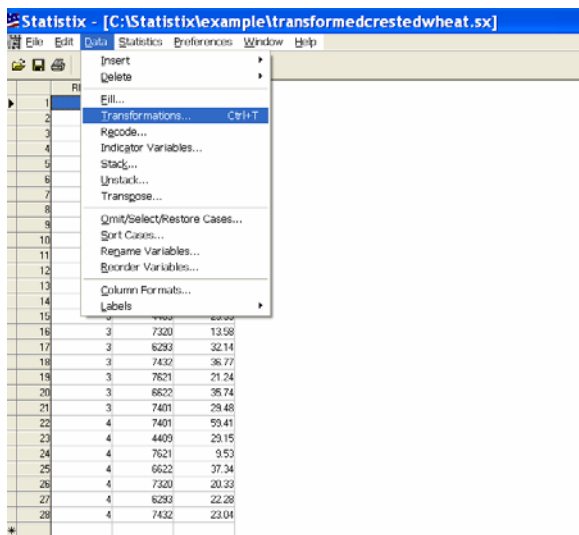 Statistix - [C:\Statistix\example\transformedcrestedwheat.sx]
File Edit Data Statistics Preferences Window Help
Insert
Delete
Fill...
Transformations... Ctrl+T
Recode...
Indicator Variables...
Stack...
Unstack...
Transpose...
Omit/Select/Restore Cases...
Sort Cases...
Rename Variables...
Reorder Variables...
Column Formats...
Labels
1
2
3
4
5
6
7
8
9
10
11
12
13
14
15 3 4409
16 3 7320 13.58
17 3 6293 32.14
18 3 7432 36.77
19 3 7621 21.24
20 3 6622 35.74
21 3 7401 29.48
22 4 7401 59.41
23 4 4409 29.15
24 4 7621 9.53
25 4 6622 37.34
26 4 7320 20.33
27 4 6293 22.28
28 4 7432 23.04
*